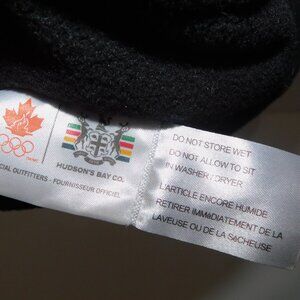 HUDSON'S BAY CO.
CIAL OUTFITTERS - FOURNISSEUR OFFICIEL
DO NOT STORE WET
DO NOT ALLOW TO SIT
IN WASHER / DRYER
L'ARTICLE ENCORE HUMIDE
RETIRER IMMÉDIATEMENT DE LA
LAVEUSE OU DE LA SÉCHEUSE